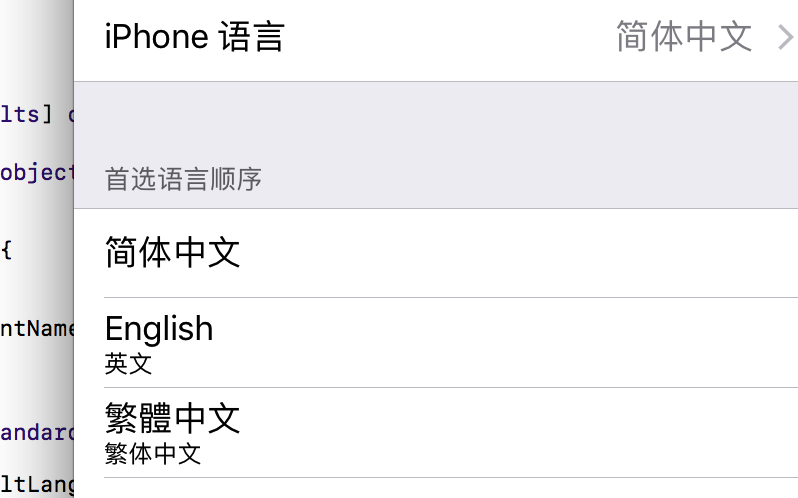 iPhone 语言 简体中文
lts]
object
首选语言顺序
简体中文
{
English
ntName
英文
繁體中文
andard
繁体中文
ltLang